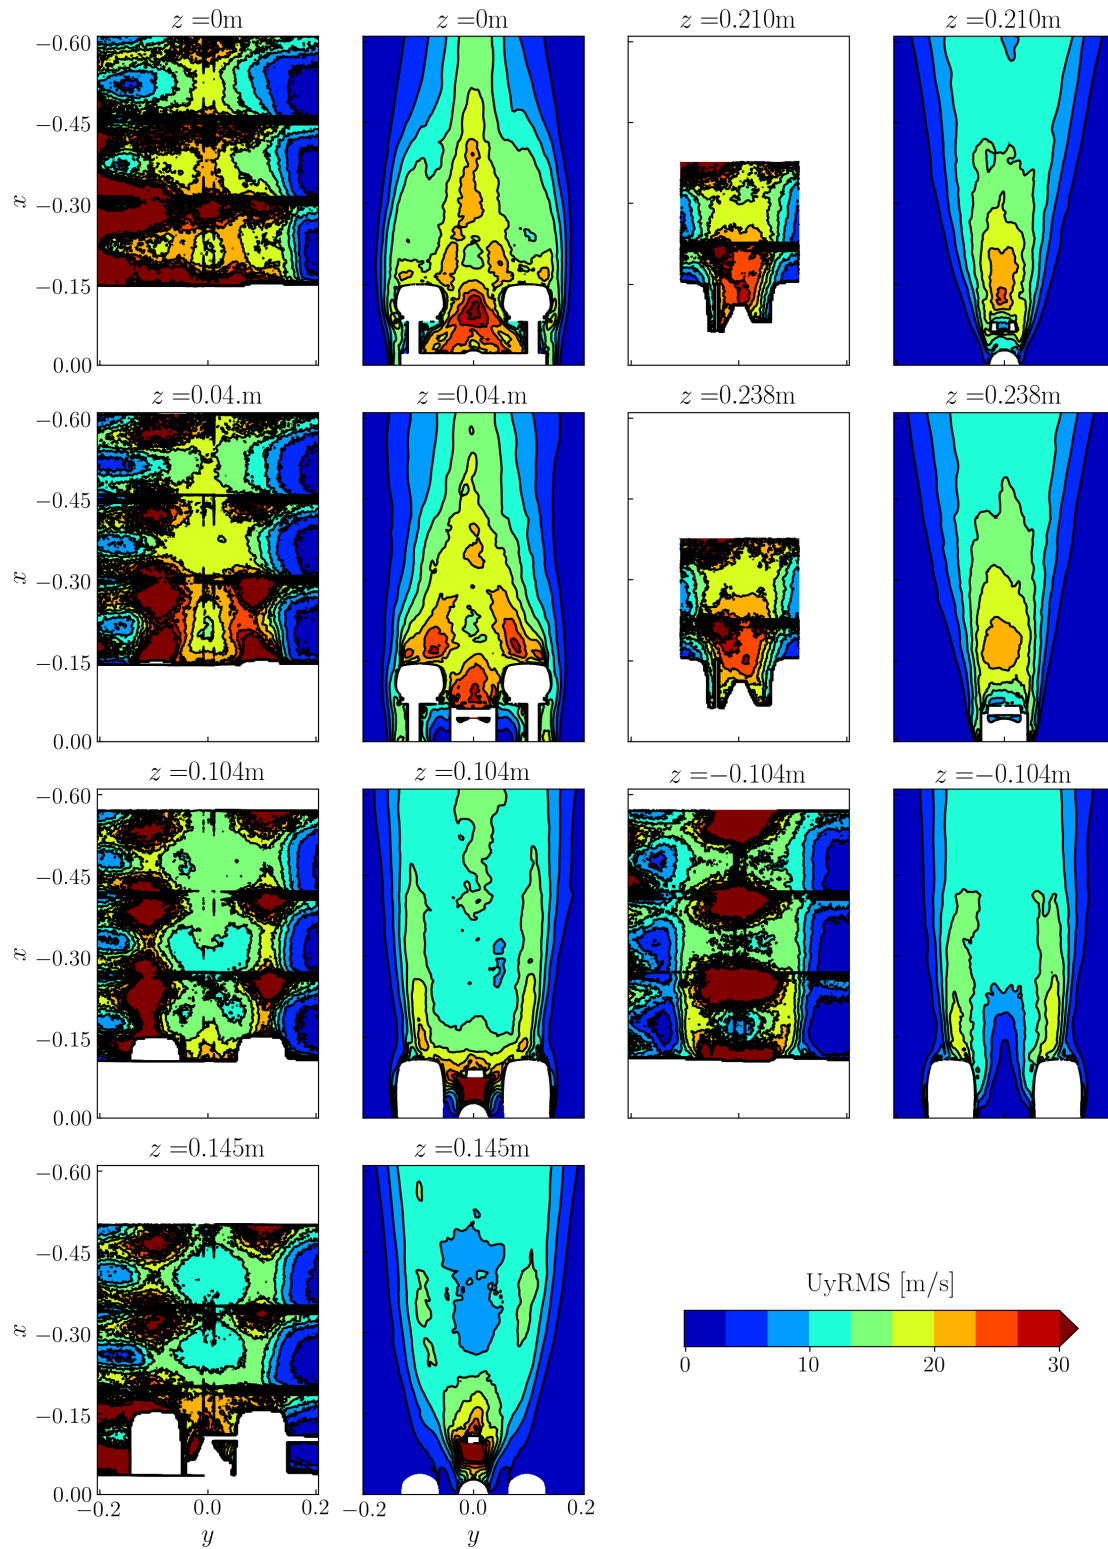 z =0m z =0m z =0.210m z =0.210m
−0.60
−0.45
x
−0.30
−0.15
0.00
z =0.04.m z =0.04.m z =0.238m z =0.238m
−0.60
−0.45
x
−0.30
−0.15
0.00
z =0.104m z =0.104m z =−0.104m z =−0.104m
−0.60
−0.45
x
−0.30
−0.15
0.00
z =0.145m z =0.145m
−0.60
−0.45
x
−0.30
−0.15
0.00
−0.2 0.0 0.2 −0.2 0.0 0.2
y y
UyRMS [m/s]
0 10 20 30